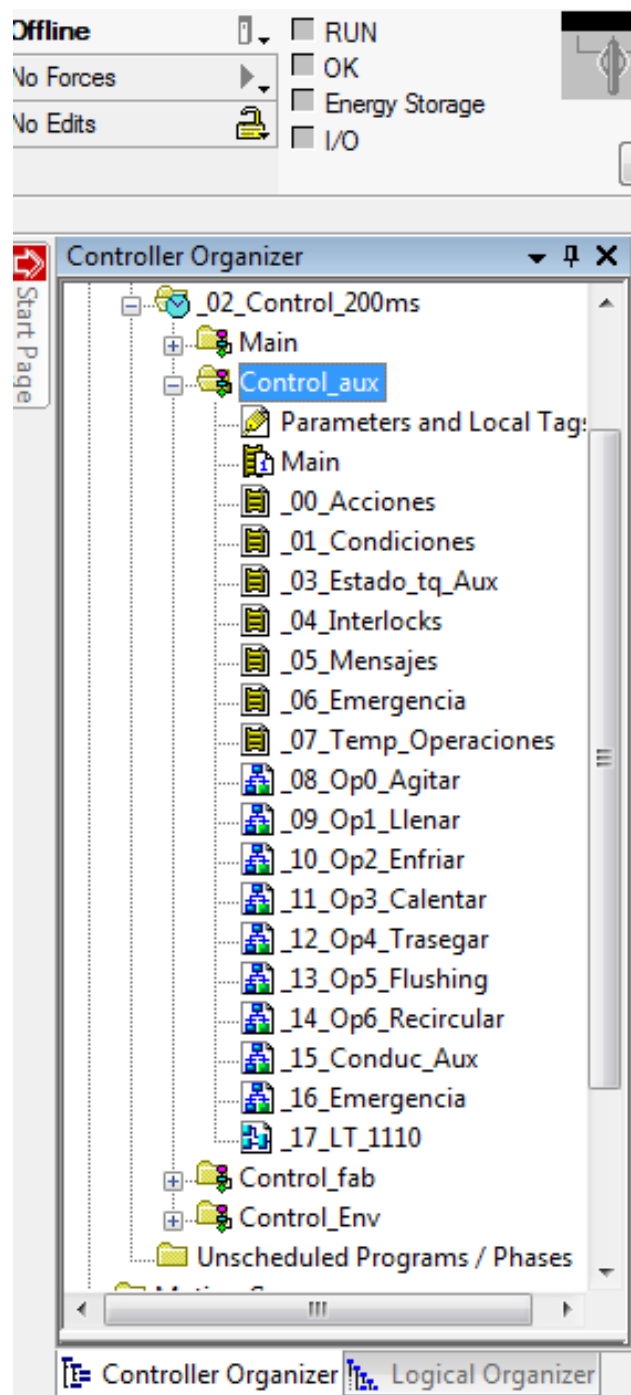 Offline
RUN
No Forces
OK
Energy Storage
No Edits
I/O
Start Page
Controller Organizer
_02_Control_200ms
Main
Control_aux
Parameters and Local Tags
Main
_00_Acciones
_01_Condiciones
_03_Estado_tq_Aux
_04_Interlocks
_05_Mensajes
_06_Emergencia
_07_Temp_Operaciones
_08_Op0_Agitar
_09_Op1_Llenar
_10_Op2_Enfriar
_11_Op3_Calentar
_12_Op4_Trasegar
_13_Op5_Flushing
_14_Op6_Recircular
_15_Conduc_Aux
_16_Emergencia
_17_LT_1110
Control_fab
Control_Env
Unscheduled Programs / Phases
Controller Organizer
Logical Organizer